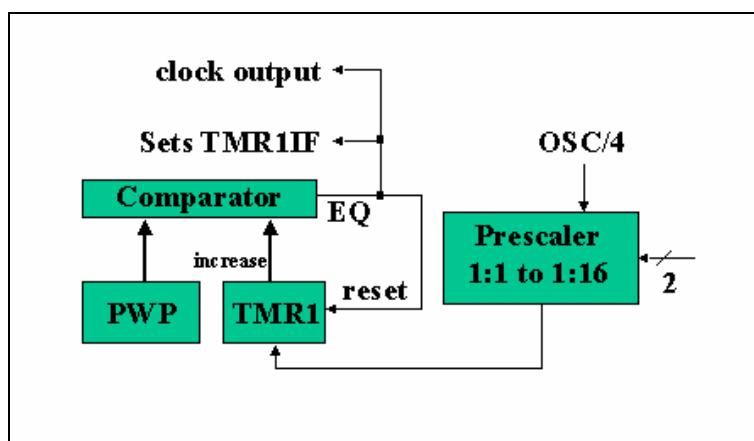 clock output
Sets TMR1IF
OSC/4
Comparator
EQ
Prescaler
1:1 to 1:16
increase
2
reset
PWP
TMR1